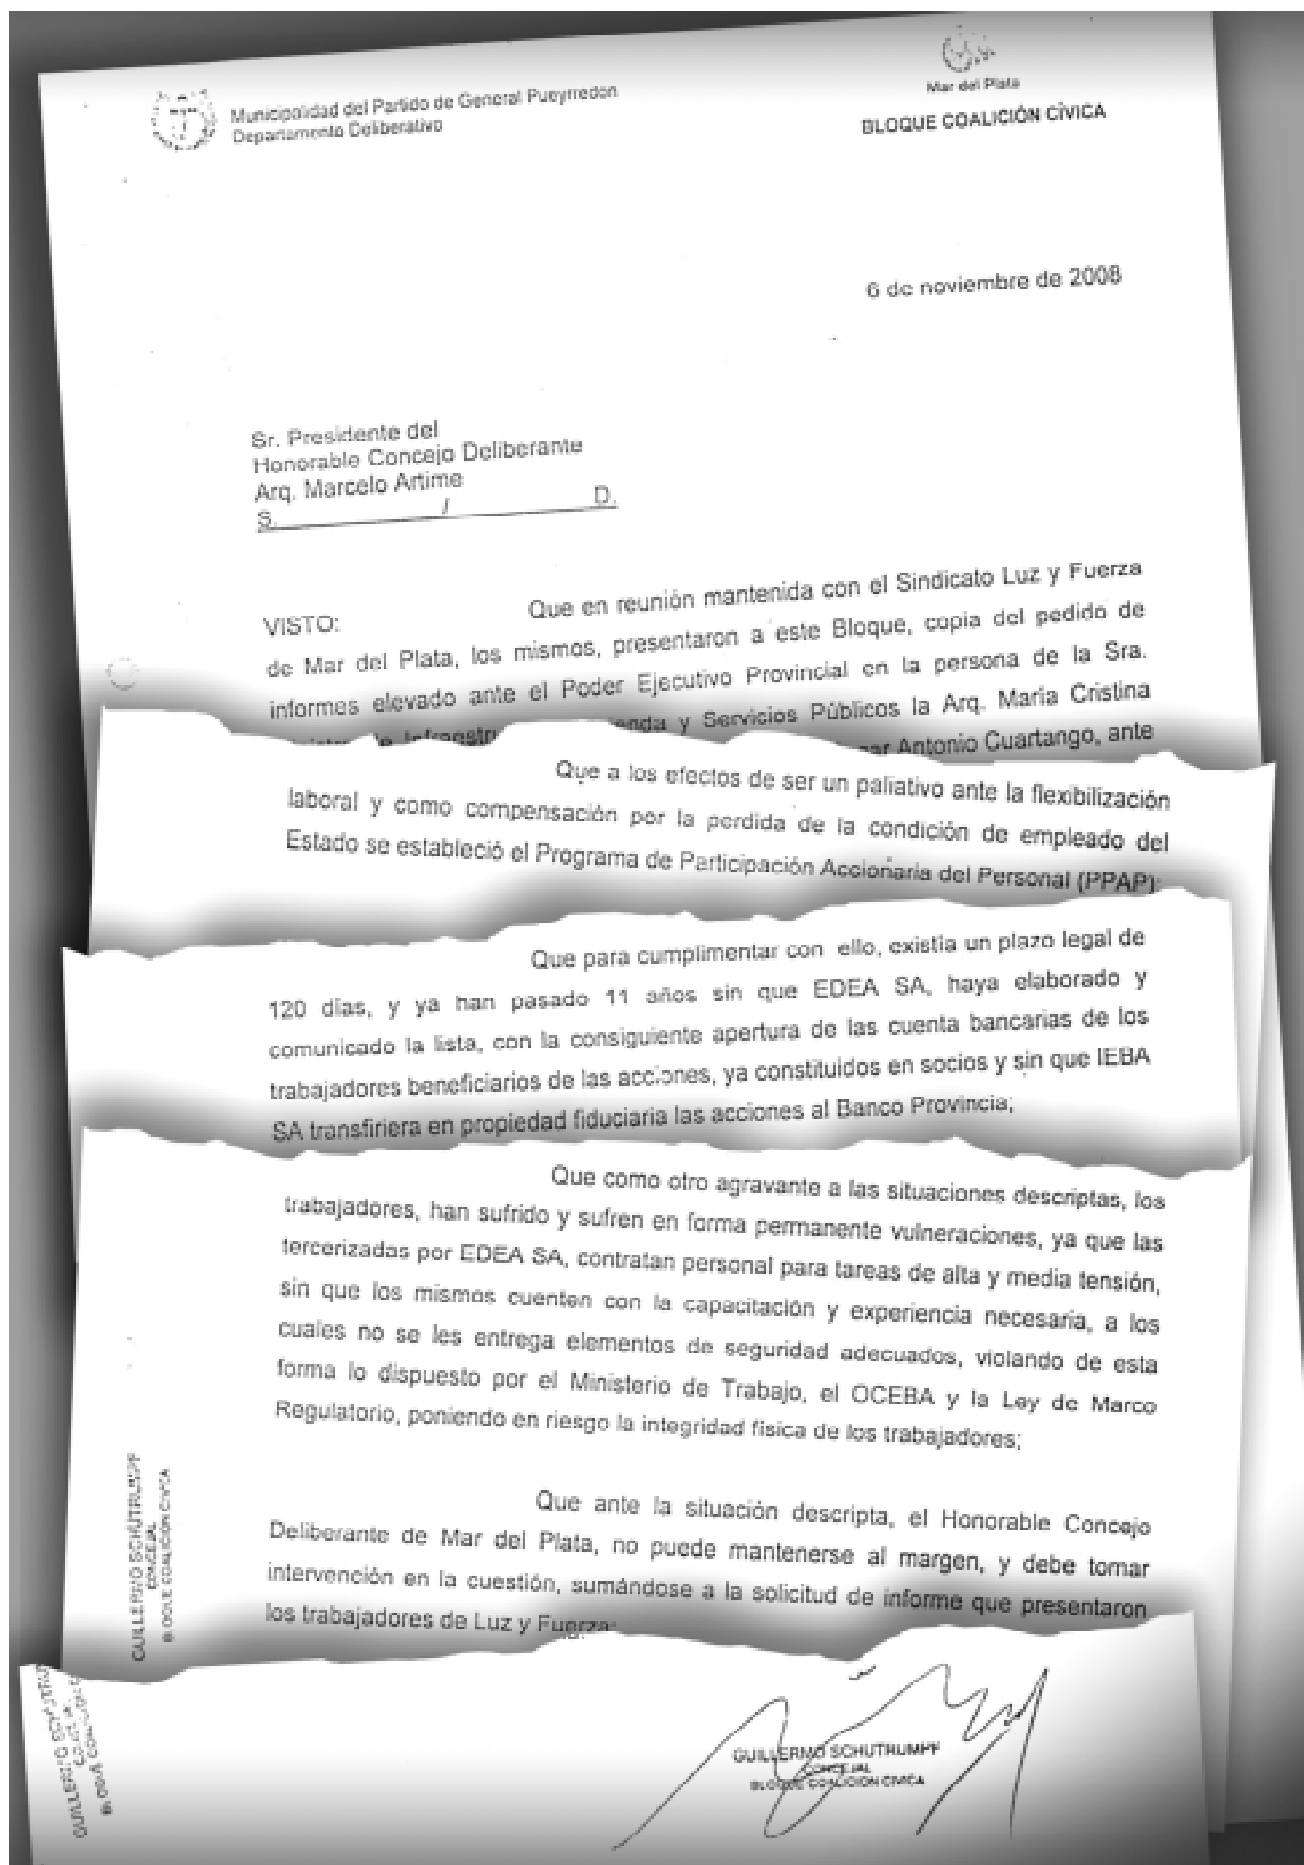 Municipalidad del Partido de General Pueyrredon
Departamento Deliberativo
Mar del Plata
BLOQUE COALICIÓN CÍVICA
6 de noviembre de 2008
Sr. Presidente del
Honorable Concejo Deliberante
Arq. Marcelo Artime
S. / D.
VISTO: Que en reunión mantenida con el Sindicato Luz y Fuerza
de Mar del Plata, los mismos, presentaron a este Bloque, copia del pedido de
informes elevado ante el Poder Ejecutivo Provincial en la persona de la Sra.
y Servicios Públicos la Arq. María Cristina
Antonio Cuartango, ante
Que a los efectos de ser un paliativo ante la flexibilización
laboral y como compensación por la perdida de la condición de empleado del
Estado se estableció el Programa de Participación Accionaria del Personal (PPAP);
Que para cumplimentar con ello, existía un plazo legal de
120 días, y ya han pasado 11 años sin que EDEA SA, haya elaborado y
comunicado la lista, con la consiguiente apertura de las cuenta bancarias de los
trabajadores beneficiarios de las acciones, ya constituidos en socios y sin que IEBA
SA transfiriera en propiedad fiduciaria las acciones al Banco Provincia;
Que como otro agravante a las situaciones descriptas, los
trabajadores, han sufrido y sufren en forma permanente vulneraciones, ya que las
tercerizadas por EDEA SA, contratan personal para tareas de alta y media tensión,
sin que los mismos cuenten con la capacitación y experiencia necesaria, a los
cuales no se les entrega elementos de seguridad adecuados, violando de esta
forma lo dispuesto por el Ministerio de Trabajo, el OCEBA y la Ley de Marco
Regulatorio, poniendo en riesgo la integridad física de los trabajadores;
Que ante la situación descripta, el Honorable Concejo
Deliberante de Mar del Plata, no puede mantenerse al margen, y debe tomar
intervención en la cuestión, sumándose a la solicitud de informe que presentaron
los trabajadores de Luz y Fuerza;
GUILLERMO SCHÜTRUMPF
CONCEJAL
BLOQUE COALICIÓN CÍVICA
GUILLERMO SCHUTRUMPF
CONCEJAL
BLOQUE COALICION CIVICA